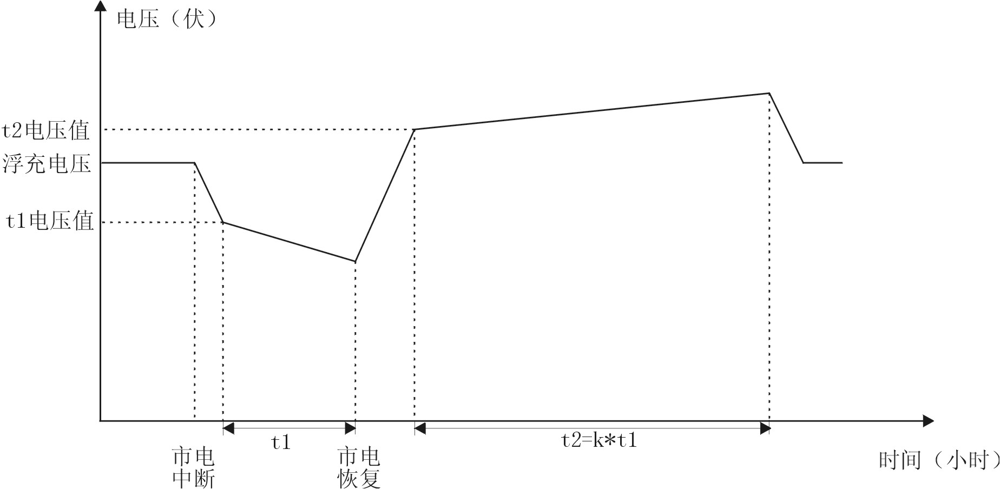 电压（伏）
t2电压值
浮充电压
t1电压值
t1
t2=k*t1
市电
中断
市电
恢复
时间（小时）